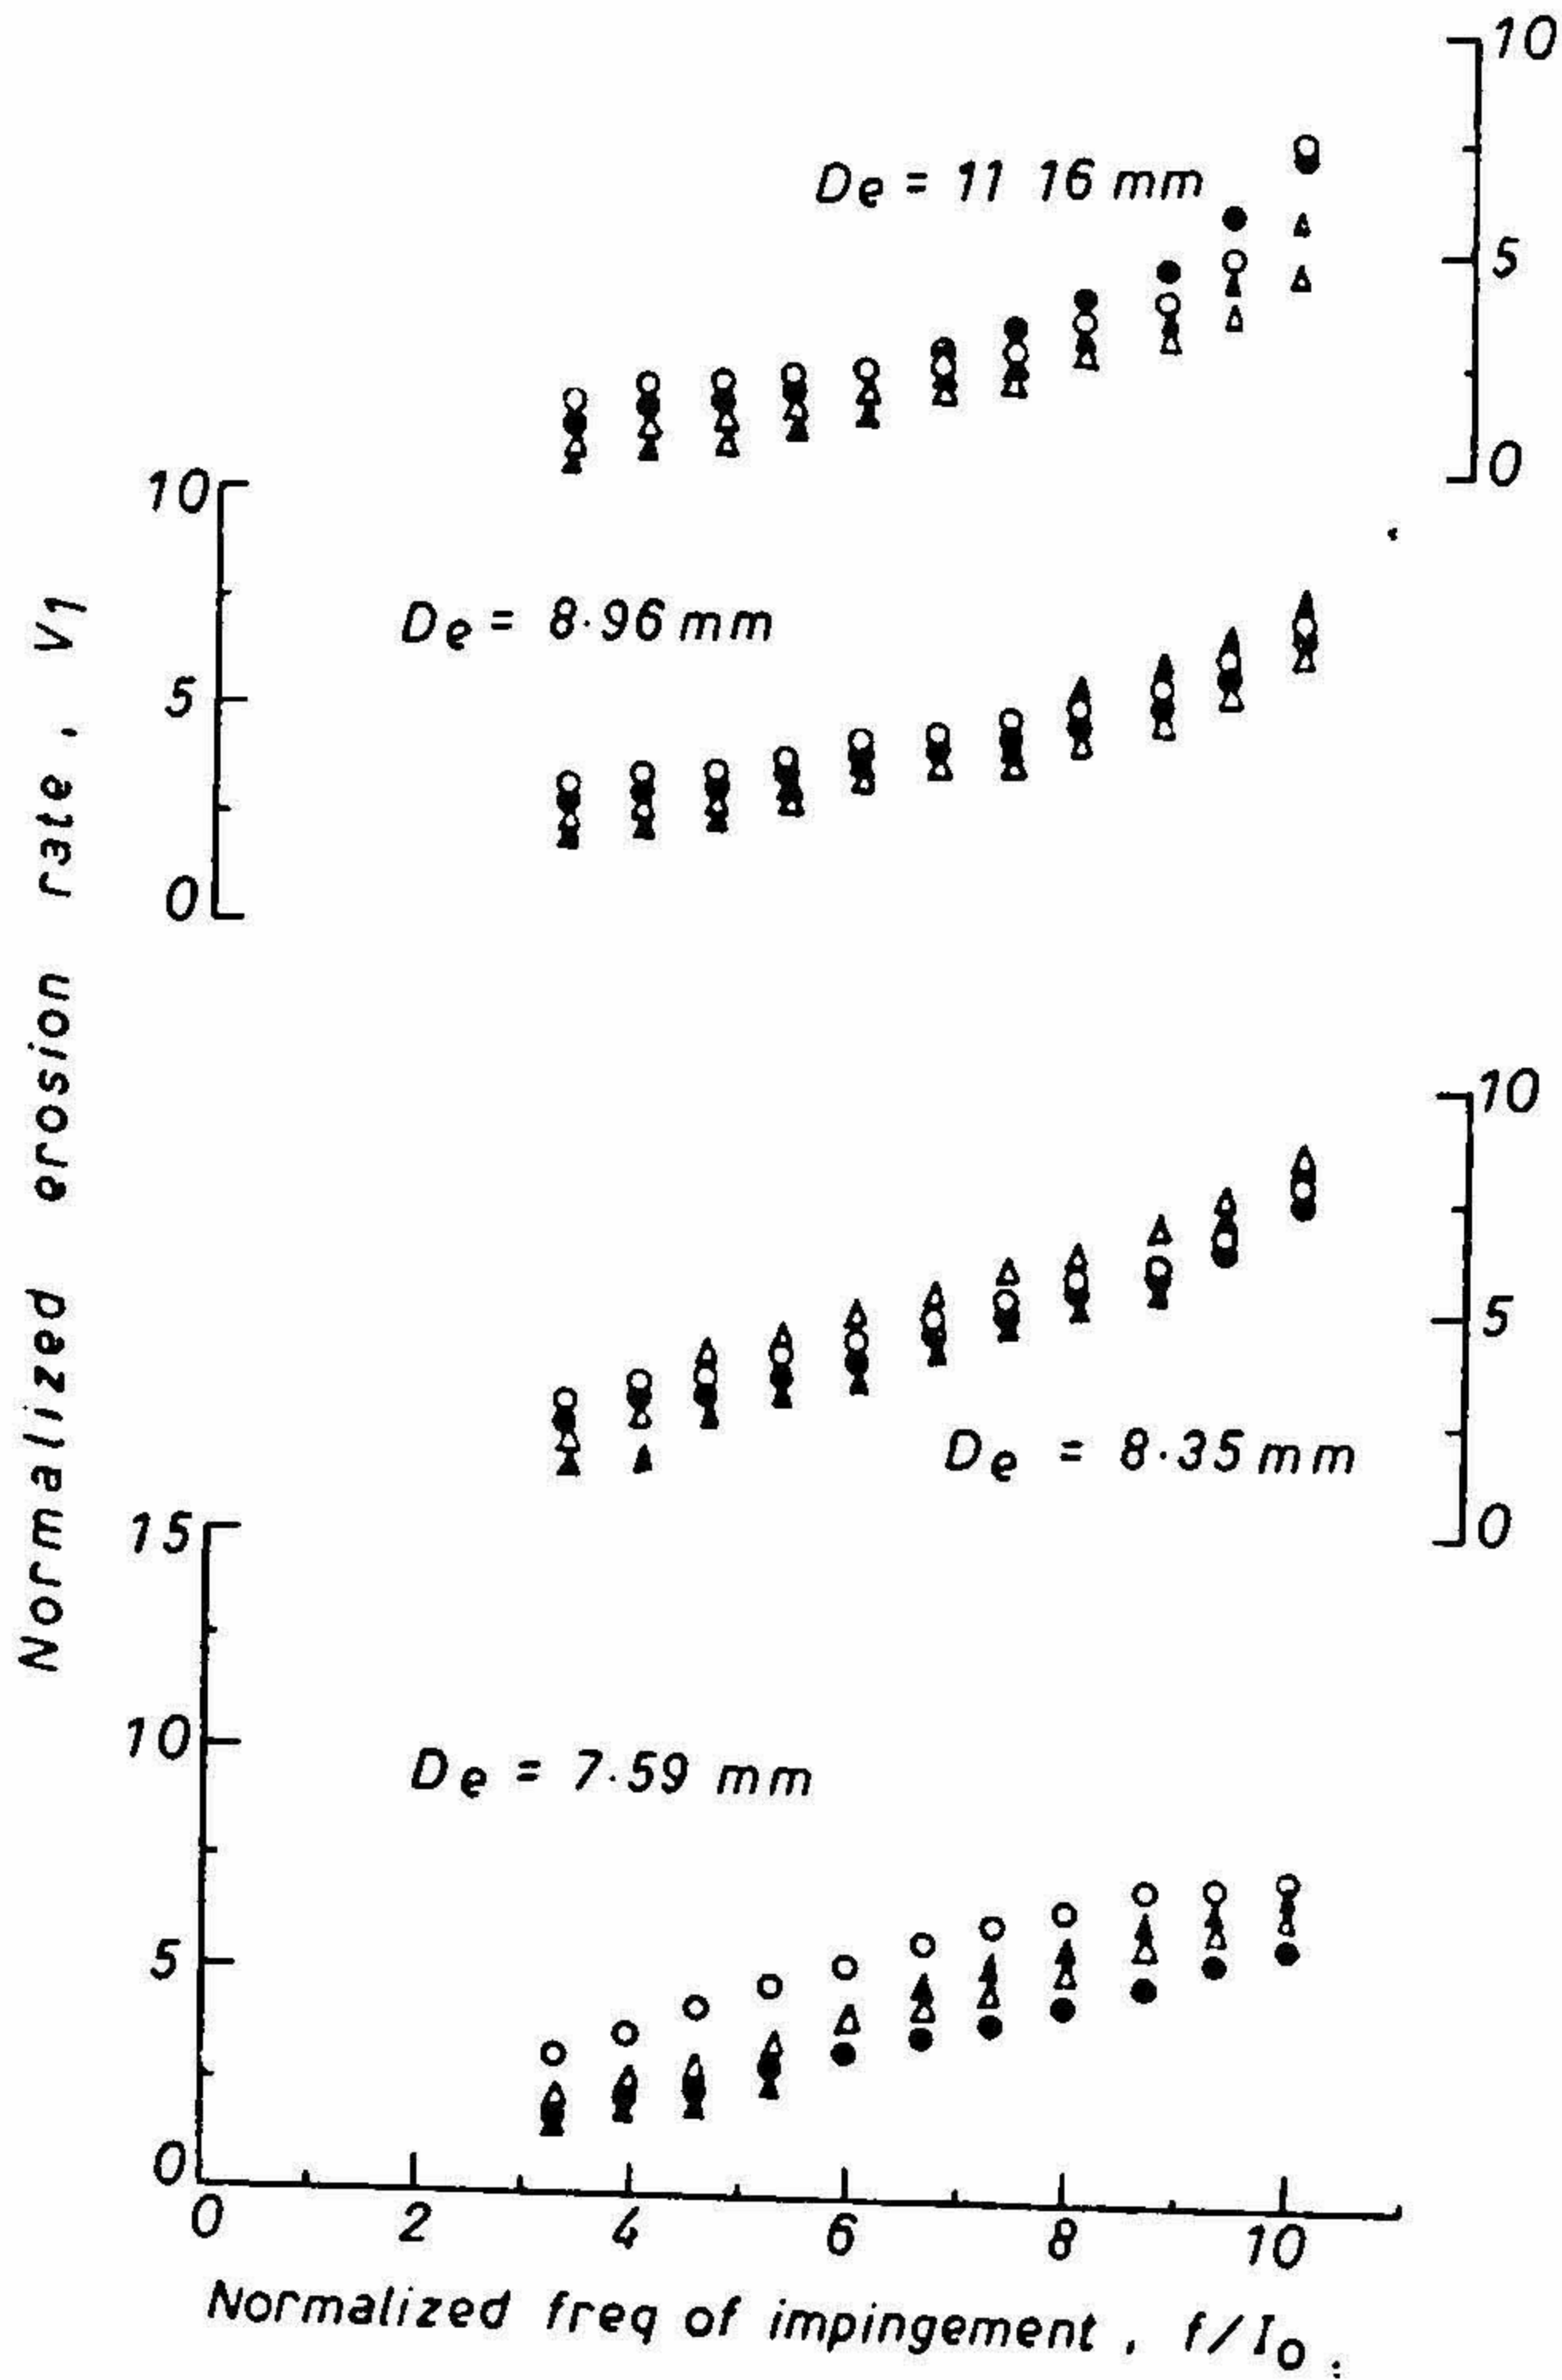 10
De = 11 16 mm
5
0
10
De = 8.96 mm
5
0
Normalized erosion rate, V1
10
5
De = 8.35 mm
0
15
10
De = 7.59 mm
5
0
0 2 4 6 8 10
Normalized freq of impingement, f/Io